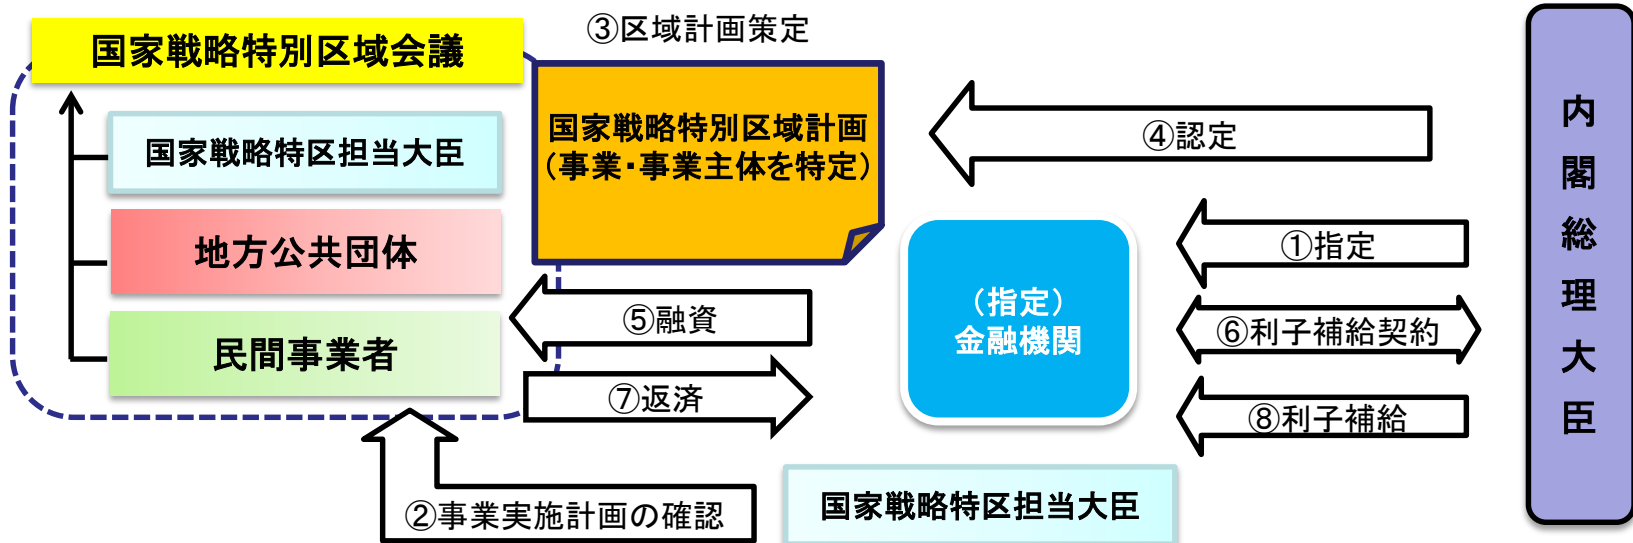 ③区域計画策定
国家戦略特別区域会議
国家戦略特区担当大臣
地方公共団体
民間事業者
国家戦略特別区域計画
(事業・事業主体を特定)
④認定
①指定
(指定)
金融機関
⑤融資
⑥利子補給契約
⑦返済
⑧利子補給
②事業実施計画の確認
国家戦略特区担当大臣
内閣総理大臣